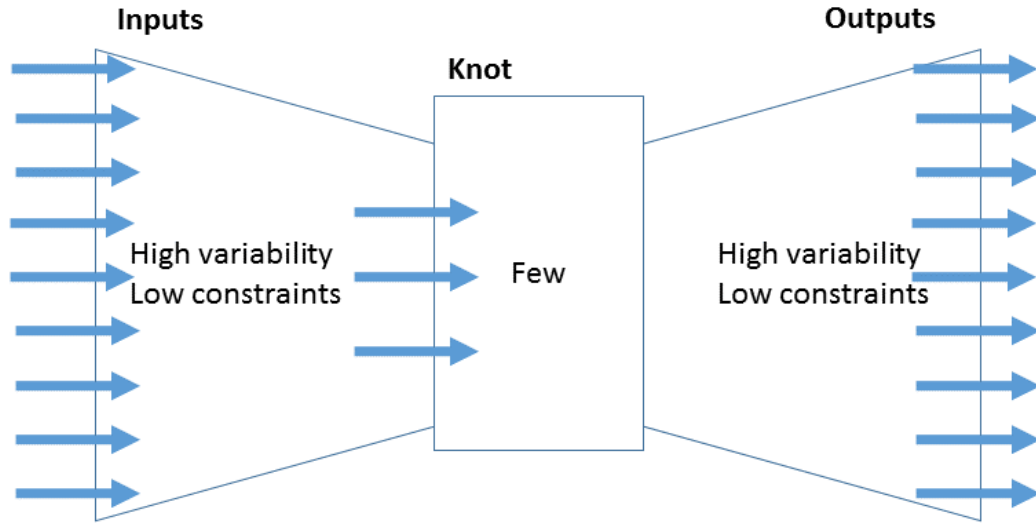 Inputs
Outputs
Knot
High variability
Low constraints
Few
High variability
Low constraints